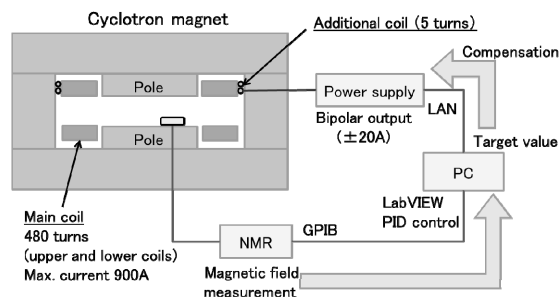 Cyclotron magnet
Additional coil (5 turns)
Compensation
Pole
Power supply
LAN
Bipolar output
(±20A)
Target value
Pole
PC
Main coil
480 turns
(upper and lower coils)
Max. current 900A
LabVIEW
PID control
GPIB
NMR
Magnetic field
measurement